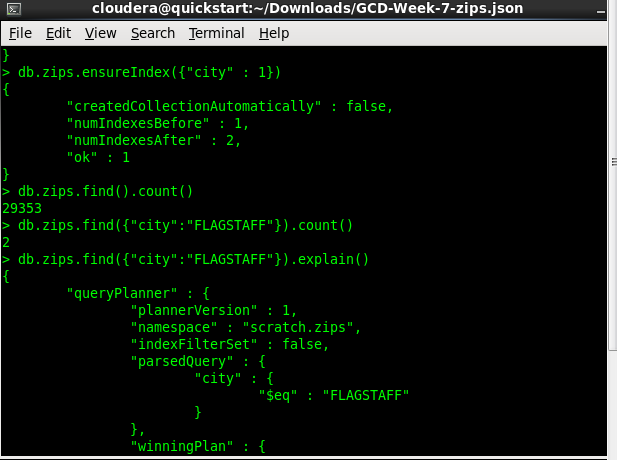 cloudera@quickstart:~/Downloads/GCD-Week-7-zips.json
File Edit View Search Terminal Help
}
> db.zips.ensureIndex({"city" : 1})
{
        "createdCollectionAutomatically" : false,
        "numIndexesBefore" : 1,
        "numIndexesAfter" : 2,
        "ok" : 1
}
> db.zips.find().count()
29353
> db.zips.find({"city":"FLAGSTAFF"}).count()
2
> db.zips.find({"city":"FLAGSTAFF"}).explain()
{
        "queryPlanner" : {
                "plannerVersion" : 1,
                "namespace" : "scratch.zips",
                "indexFilterSet" : false,
                "parsedQuery" : {
                        "city" : {
                                "$eq" : "FLAGSTAFF"
                        }
                },
                "winningPlan" : {